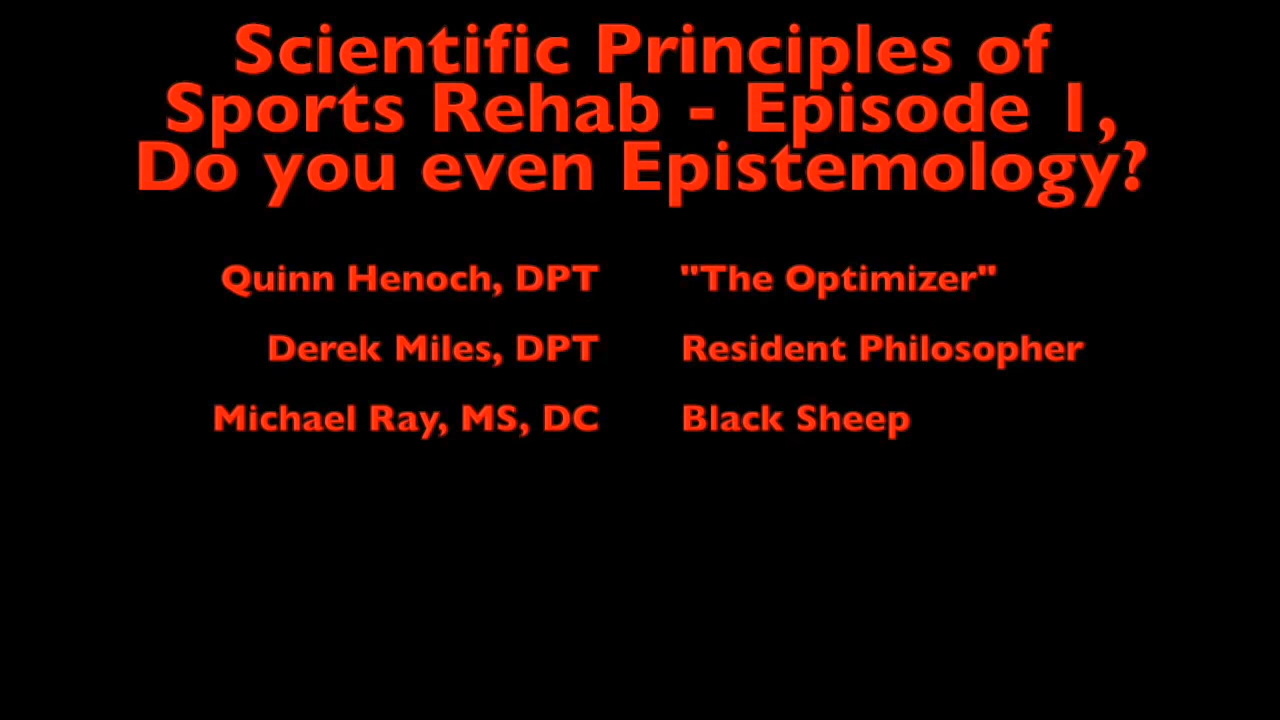 Scientific Principles of
Sports Rehab - Episode 1,
Do you even Epistemology?
Quinn Henoch, DPT "The Optimizer"
Derek Miles, DPT Resident Philosopher
Michael Ray, MS, DC Black Sheep